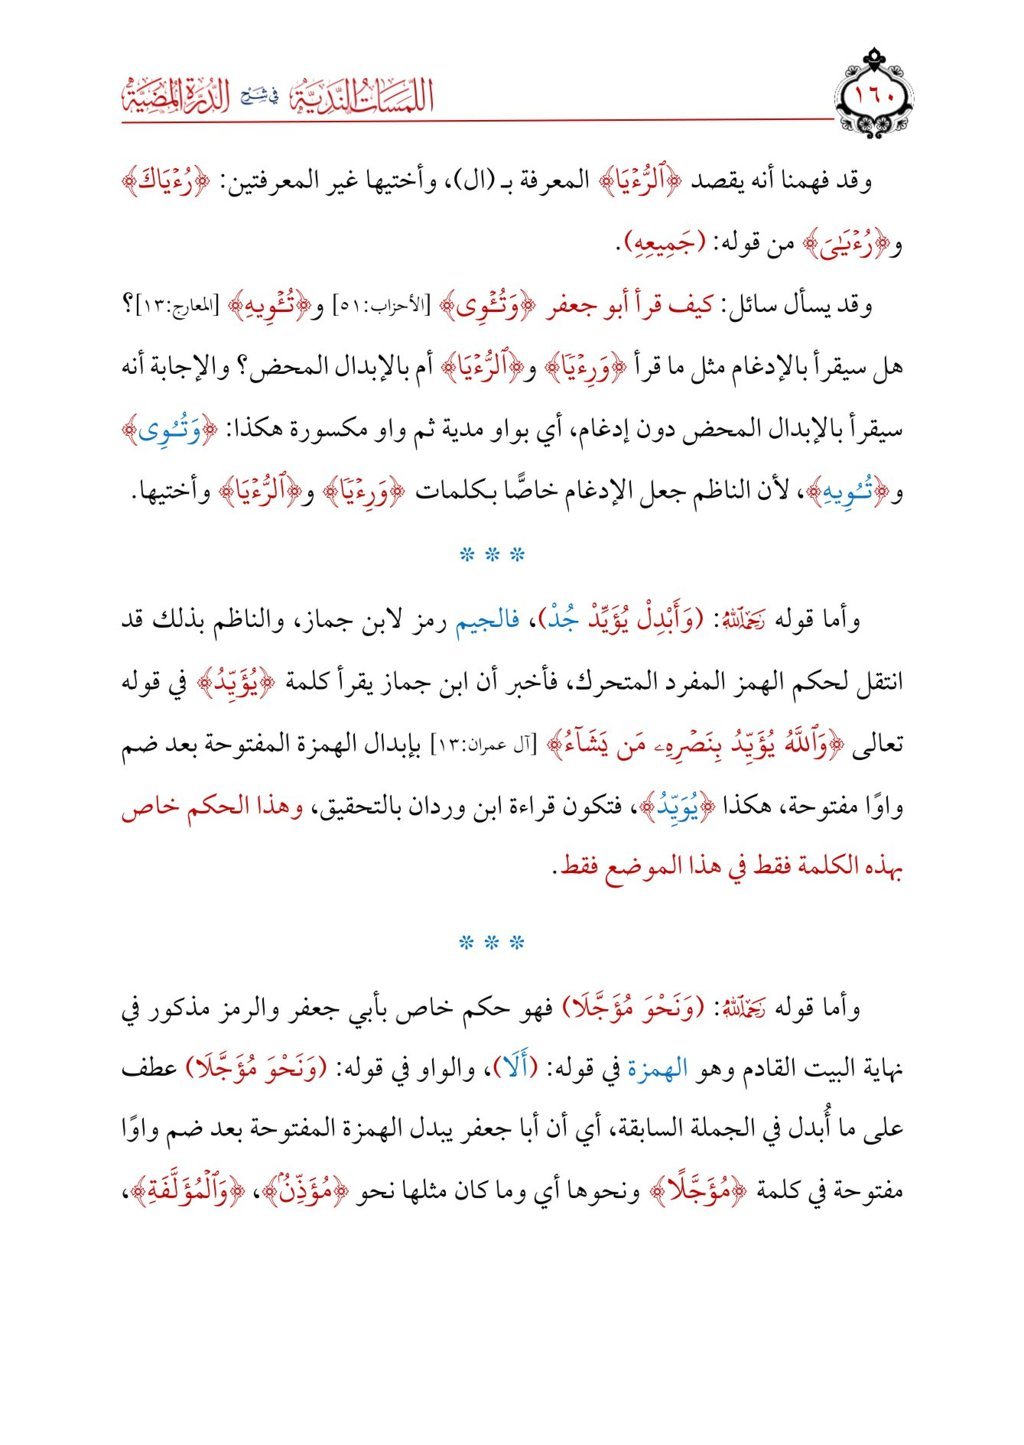 اللمسات الندية في شرح الدرة المضية
١٦٠
وقد فهمنا أنه يقصد ﴿ٱلرُّءۡيَا﴾ المعرفة بـ (ال)، وأختيها غير المعرفتين: ﴿رُءۡيَاكَ﴾
و﴿رُءۡيَٰىَ﴾ من قوله: (جَمِيعِهِ).
وقد يسأل سائل: كيف قرأ أبو جعفر ﴿وَتُـْٔوِى﴾ [الأحزاب:٥١] و﴿تُـْٔوِيهِ﴾ [المعارج:١٣]؟
هل سيقرأ بالإدغام مثل ما قرأ ﴿وَرِءۡيٗا﴾ و﴿ٱلرُّءۡيَا﴾ أم بالإبدال المحض؟ والإجابة أنه
سيقرأ بالإبدال المحض دون إدغام، أي بواو مدية ثم واو مكسورة هكذا: ﴿وَتُـوِى﴾
و﴿تُـوِيهِ﴾، لأن الناظم جعل الإدغام خاصًّا بكلمات ﴿وَرِءۡيٗا﴾ و﴿ٱلرُّءۡيَا﴾ وأختيها.
* * *
وأما قوله رَحِمَهُ ٱللَّهُ: (وَأَبْدِلْ يُؤَيِّدْ جُدْ)، فالجيم رمز لابن جماز، والناظم بذلك قد
انتقل لحكم الهمز المفرد المتحرك، فأخبر أن ابن جماز يقرأ كلمة ﴿يُؤَيِّدُ﴾ في قوله
تعالى ﴿وَٱللَّهُ يُؤَيِّدُ بِنَصۡرِهِۦ مَن يَشَآءُ﴾ [آل عمران:١٣] بإبدال الهمزة المفتوحة بعد ضم
واوًا مفتوحة، هكذا ﴿يُوَيِّدُ﴾، فتكون قراءة ابن وردان بالتحقيق، وهذا الحكم خاص
بهذه الكلمة فقط في هذا الموضع فقط.
* * *
وأما قوله رَحِمَهُ ٱللَّهُ: (وَنَحْوَ مُؤَجَّلَا) فهو حكم خاص بأبي جعفر والرمز مذكور في
نهاية البيت القادم وهو الهمزة في قوله: (أَلَا)، والواو في قوله: (وَنَحْوَ مُؤَجَّلَا) عطف
على ما أُبدل في الجملة السابقة، أي أن أبا جعفر يبدل الهمزة المفتوحة بعد ضم واوًا
مفتوحة في كلمة ﴿مُؤَجَّلًا﴾ ونحوها أي وما كان مثلها نحو ﴿مُؤَذِّنُۢ﴾، ﴿وَٱلۡمُؤَلَّفَةِ﴾،